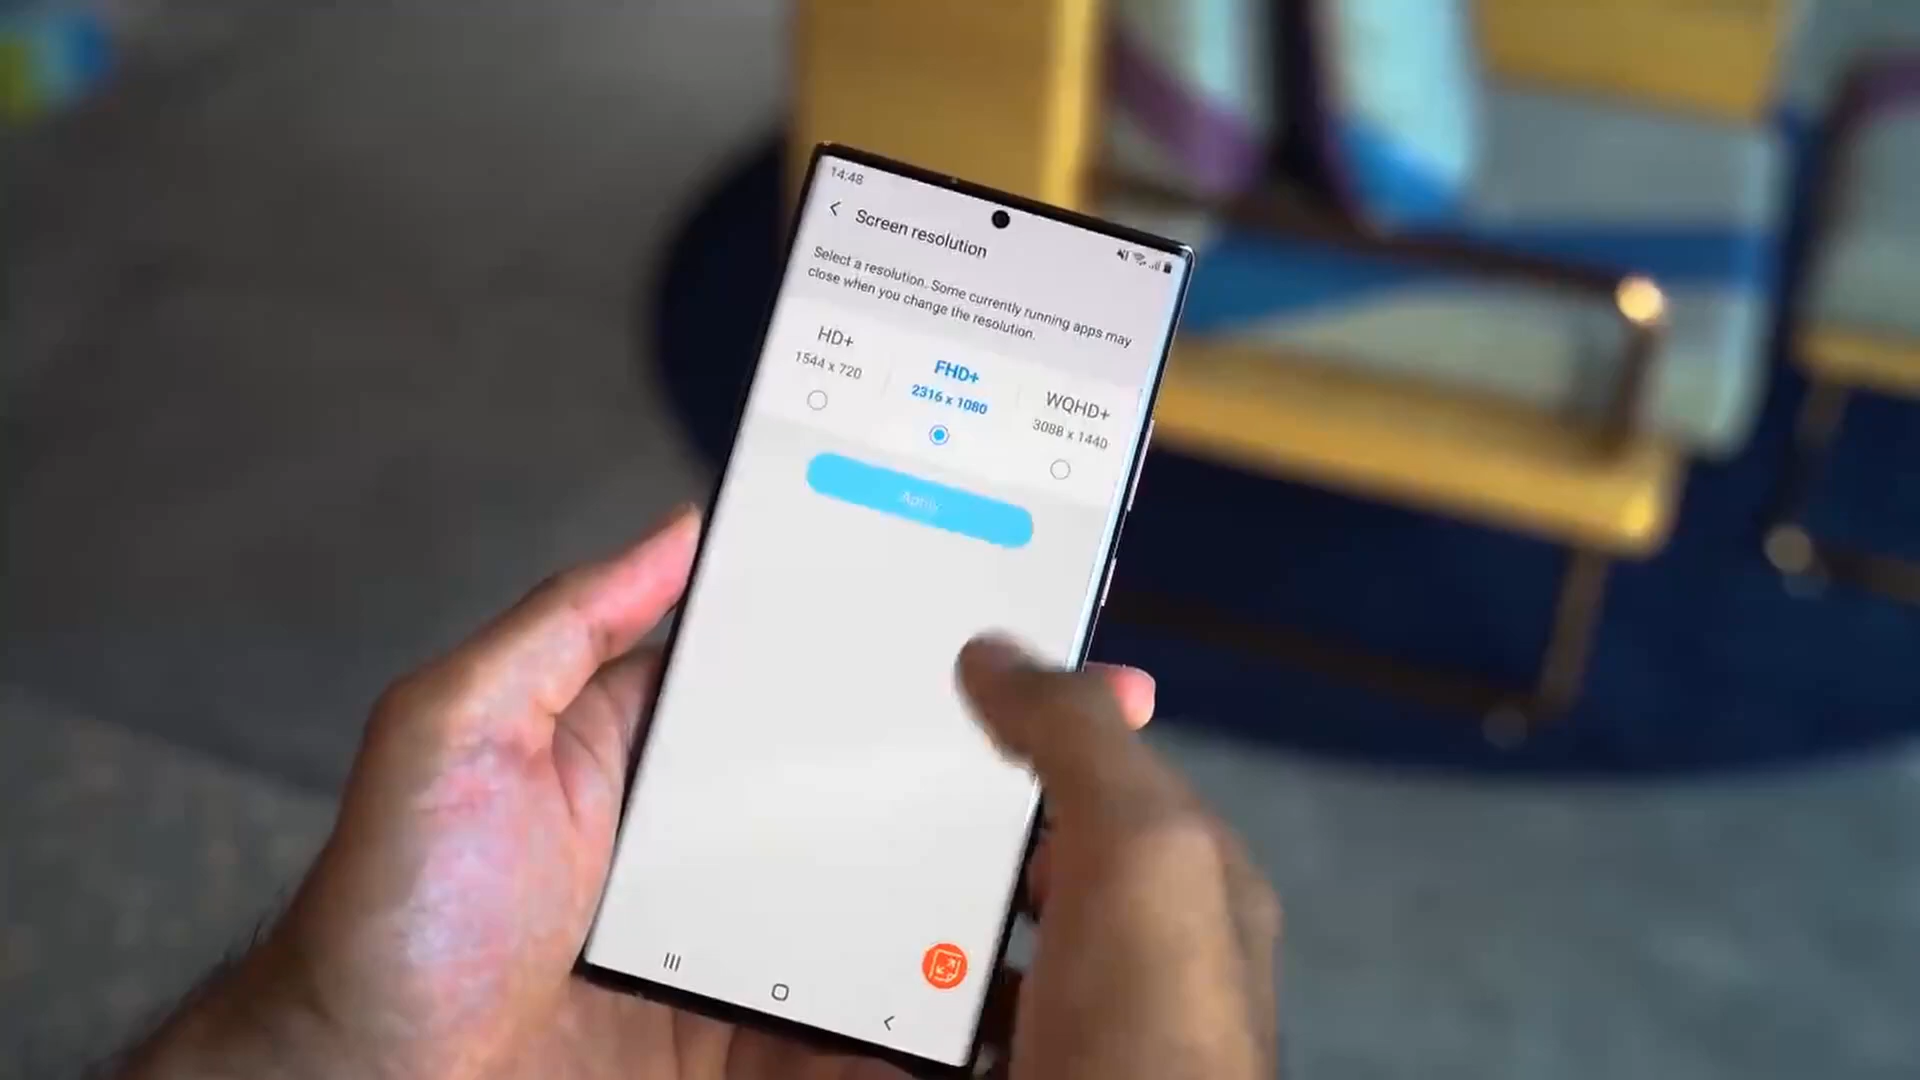 14:48
Screen resolution
Select a resolution. Some currently running apps may
close when you change the resolution.
HD+
1544 x 720
FHD+
2316 x 1080
WQHD+
3088 x 1440
Apply